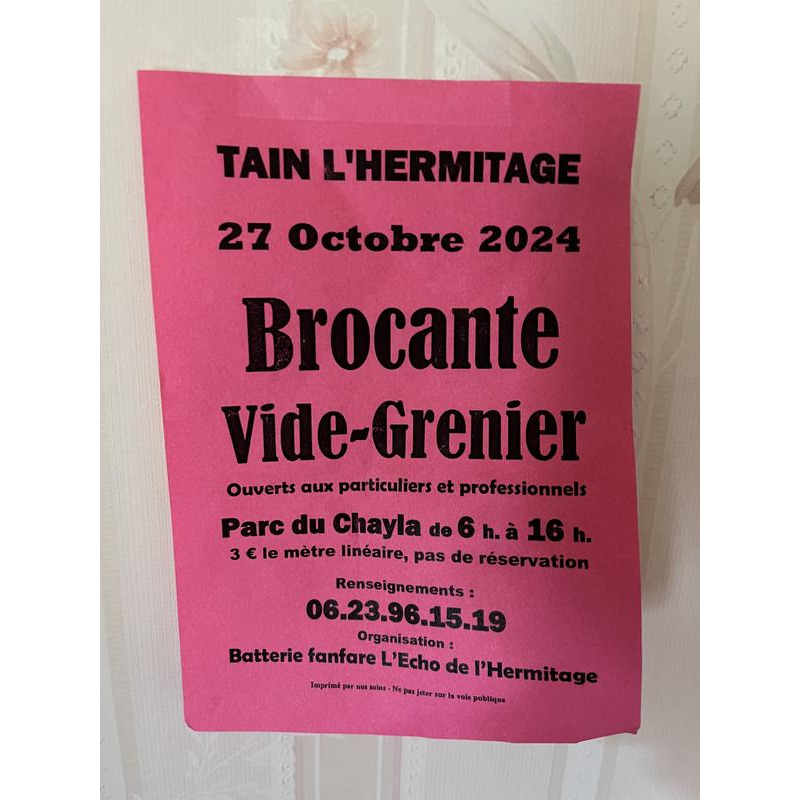 TAIN L'HERMITAGE
27 Octobre 2024
Brocante
Vide-Grenier
Ouverts aux particuliers et professionnels
Parc du Chayla de 6 h. à 16 h.
3 € le mètre linéaire, pas de réservation
Renseignements :
06.23.96.15.19
Organisation :
Batterie fanfare L'Echo de l'Hermitage
Imprimé par nos soins - Ne pas jeter sur la voie publique